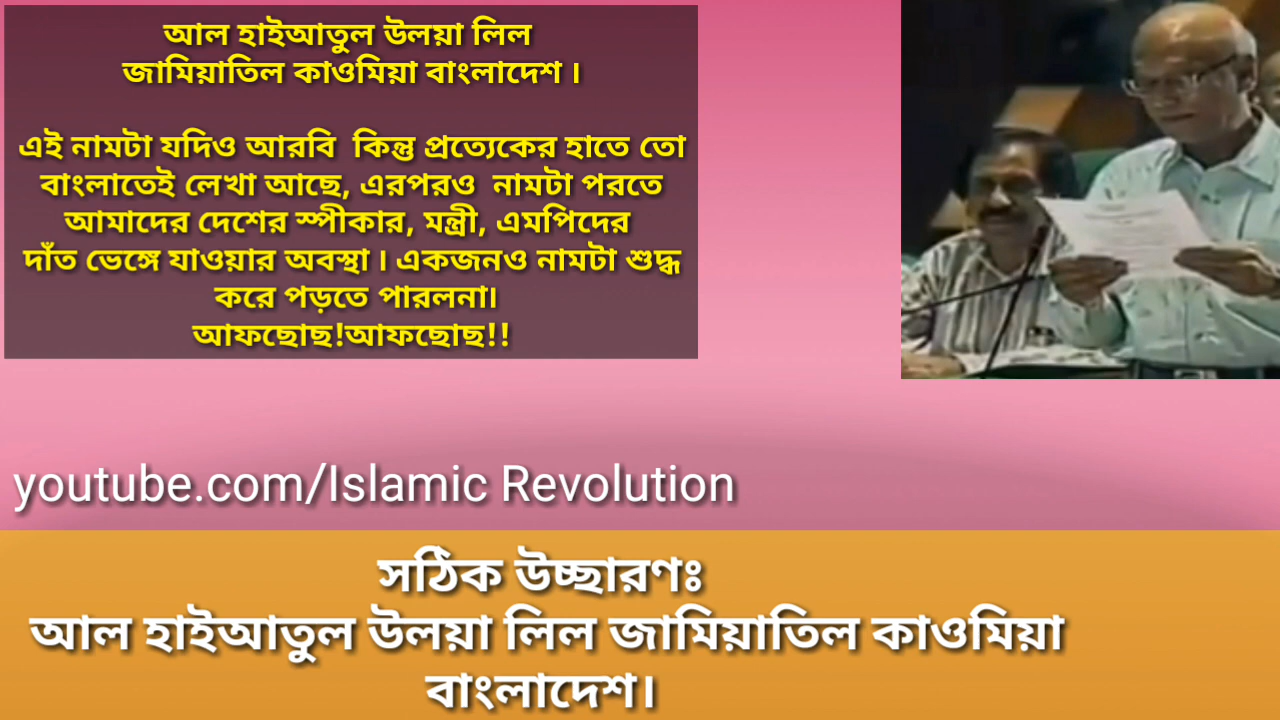 আল হাইআতুল উলয়া লিল
জামিয়াতিল কাওমিয়া বাংলাদেশ ।
এই নামটা যদিও আরবি কিন্তু প্রত্যেকের হাতে তো
বাংলাতেই লেখা আছে, এরপরও নামটা পরতে
আমাদের দেশের স্পীকার, মন্ত্রী, এমপিদের
দাঁত ভেঙ্গে যাওয়ার অবস্থা । একজনও নামটা শুদ্ধ
করে পড়তে পারলনা।
আফছোছ!আফছোছ!!
youtube.com/Islamic Revolution
সঠিক উচ্ছারণঃ
আল হাইআতুল উলয়া লিল জামিয়াতিল কাওমিয়া
বাংলাদেশ।